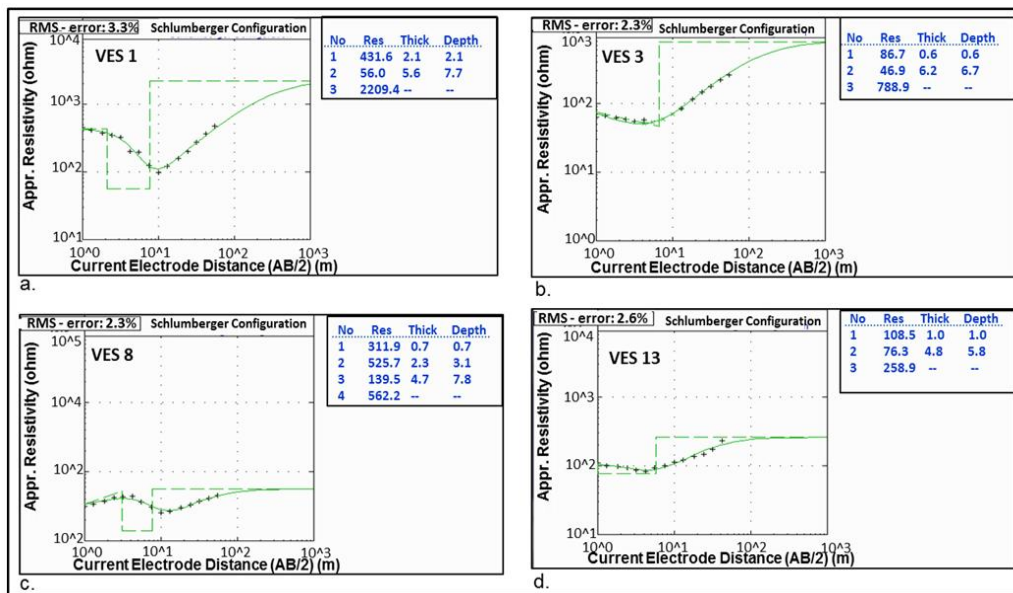 RMS - error: 3.3% Schlumberger Configuration
VES 1
10^4
10^3
10^2
10^1
Appr. Resistivity (ohm)
10^0 10^1 10^2 10^3
Current Electrode Distance (AB/2) (m)
No Res Thick Depth
1 431.6 2.1 2.1
2 56.0 5.6 7.7
3 2209.4 -- --
a.
RMS - error: 2.3% Schlumberger Configuration
VES 3
10^3
10^2
10^1
10^0
Appr. Resistivity (ohm)
10^0 10^1 10^2 10^3
Current Electrode Distance (AB/2) (m)
No Res Thick Depth
1 86.7 0.6 0.6
2 46.9 6.2 6.7
3 788.9 -- --
b.
RMS - error: 2.3% Schlumberger Configuration
VES 8
10^5
10^4
10^2
10^2
Appr. Resistivity (ohm)
10^0 10^1 10^2 10^3
Current Electrode Distance (AB/2) (m)
No Res Thick Depth
1 311.9 0.7 0.7
2 525.7 2.3 3.1
3 139.5 4.7 7.8
4 562.2 -- --
c.
RMS - error: 2.6% Schlumberger Configuration
VES 13
10^4
10^3
10^2
10^1
Appr. Resistivity (ohm)
10^0 10^1 10^2 10^3
Current Electrode Distance (AB/2) (m)
No Res Thick Depth
1 108.5 1.0 1.0
2 76.3 4.8 5.8
3 258.9 -- --
d.